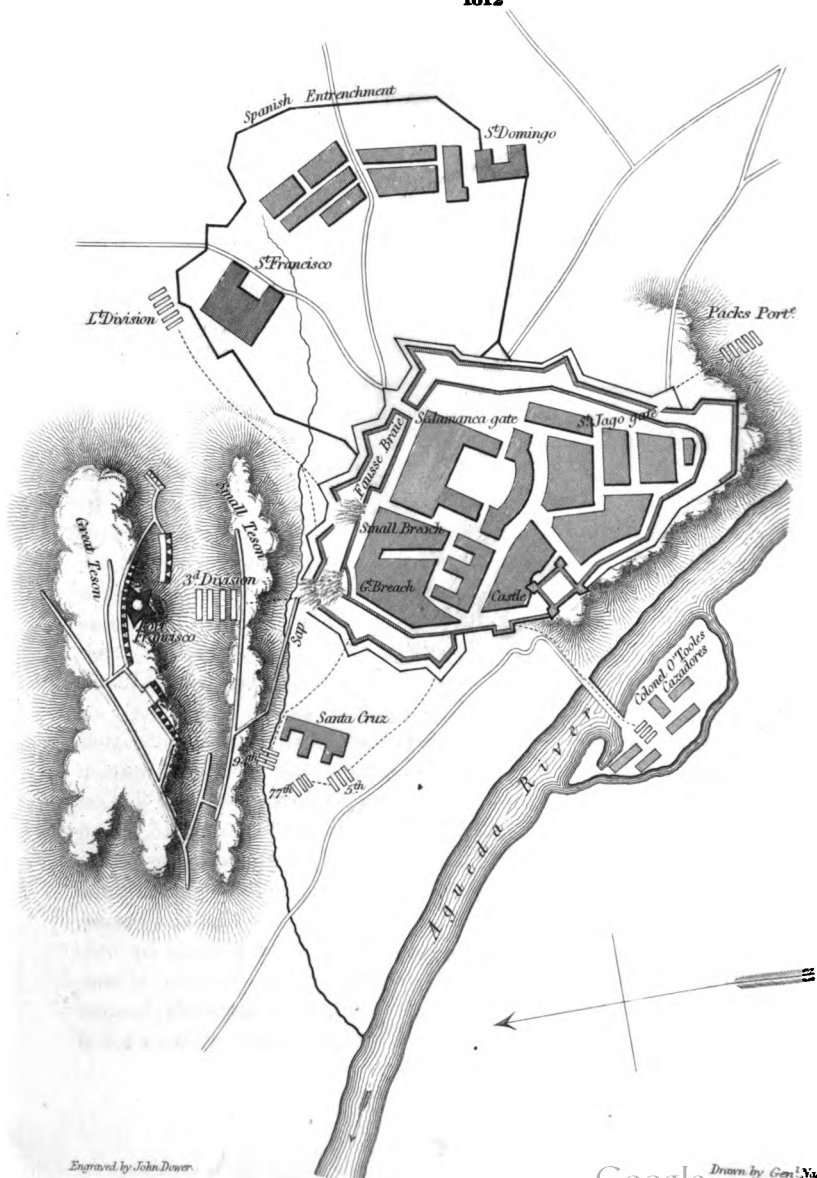 1812
Spanish Entrenchment
St. Domingo
St. Francisco
Lt. Division
Packs Porte.
Salamanca gate
St. Jago gate
Fausse Braie
Small Teson
Great Teson
Small Breach
3d Division
Gt. Breach
Castle
Fort
Francisco
Sap
Colonel O'Tooles
Cazadores
Santa Cruz
94th
77th
5th
Agueda River
Engraved by John Dower.
Drawn by Genl.
Google